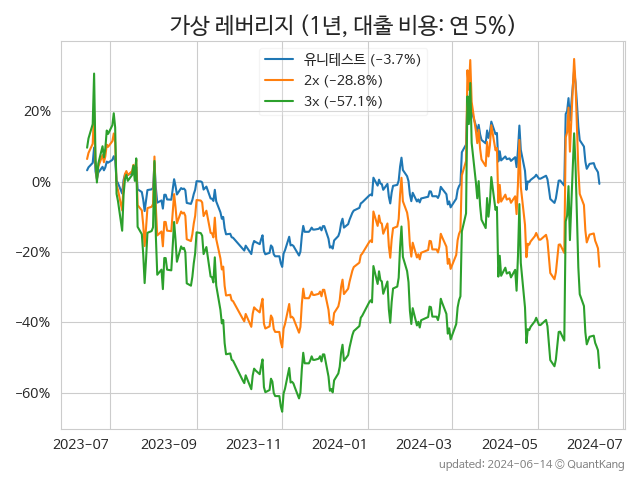 가상 레버리지 (1년, 대출 비용: 연 5%)
유니테스트 (-3.7%)
2x (-28.8%)
3x (-57.1%)
20%
0%
-20%
-40%
-60%
2023-07 2023-09 2023-11 2024-01 2024-03 2024-05 2024-07
updated: 2024-06-14 © QuantKang